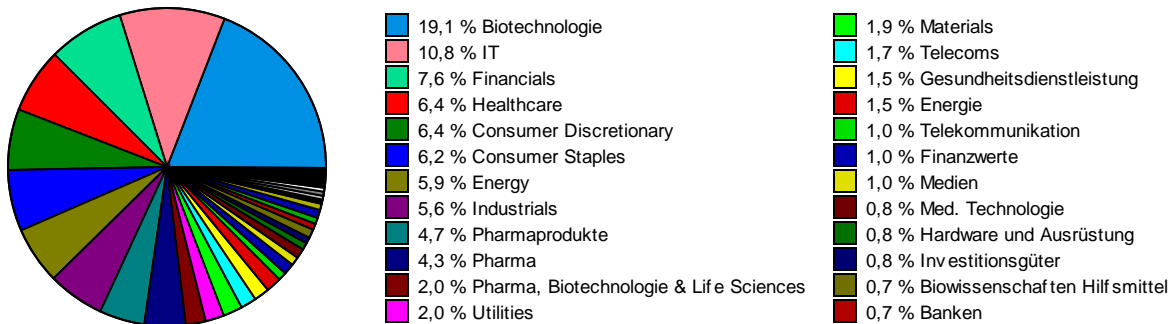 19,1 % Biotechnologie
10,8 % IT
7,6 % Financials
6,4 % Healthcare
6,4 % Consumer Discretionary
6,2 % Consumer Staples
5,9 % Energy
5,6 % Industrials
4,7 % Pharmaprodukte
4,3 % Pharma
2,0 % Pharma, Biotechnologie & Life Sciences
2,0 % Utilities
1,9 % Materials
1,7 % Telecoms
1,5 % Gesundheitsdienstleistung
1,5 % Energie
1,0 % Telekommunikation
1,0 % Finanzwerte
1,0 % Medien
0,8 % Med. Technologie
0,8 % Hardware und Ausrüstung
0,8 % Investitionsgüter
0,7 % Biowissenschaften Hilfsmittel
0,7 % Banken